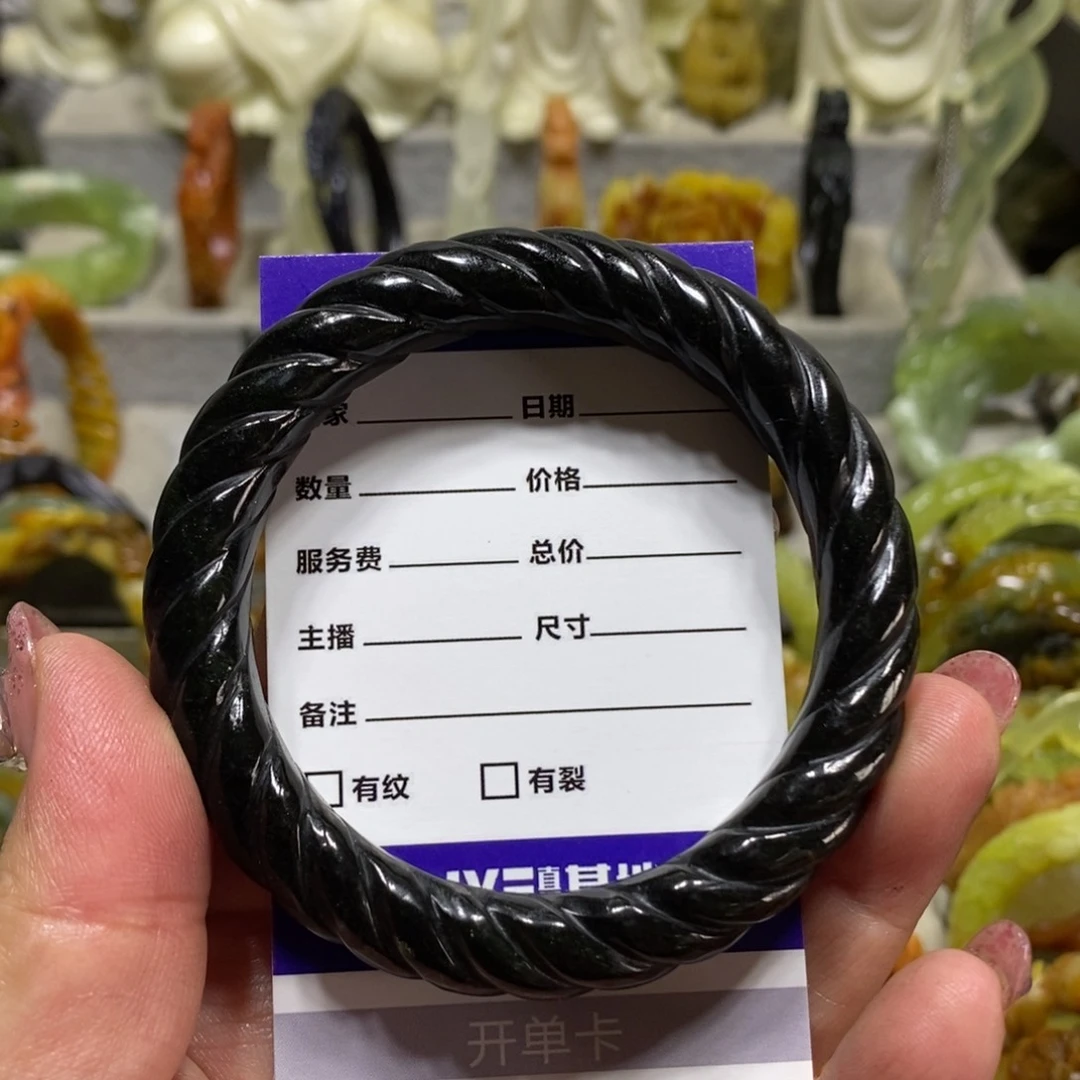 家 日期
数量 价格
服务费 总价
主播 尺寸
备注
有纹 有裂
开单卡